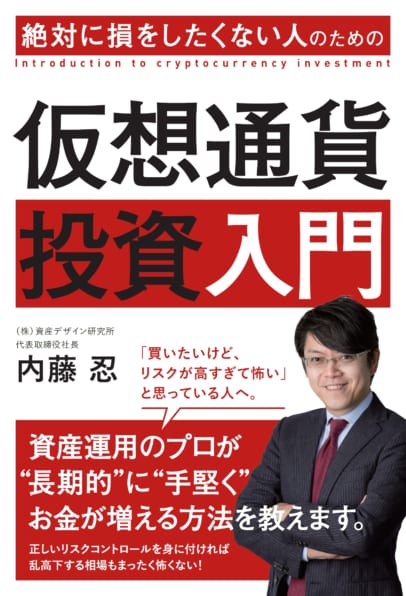 絶対に損をしたくない人のための
Introduction to cryptocurrency investment
仮想通貨
投資入門
(株)資産デザイン研究所
代表取締役社長
内藤 忍
「買いたいけど、
リスクが高すぎて怖い」
と思っている人へ。
資産運用のプロが
“長期的”に“手堅く”
お金が増える方法を教えます。
正しいリスクコントロールを身に付ければ
乱高下する相場もまったく怖くない!